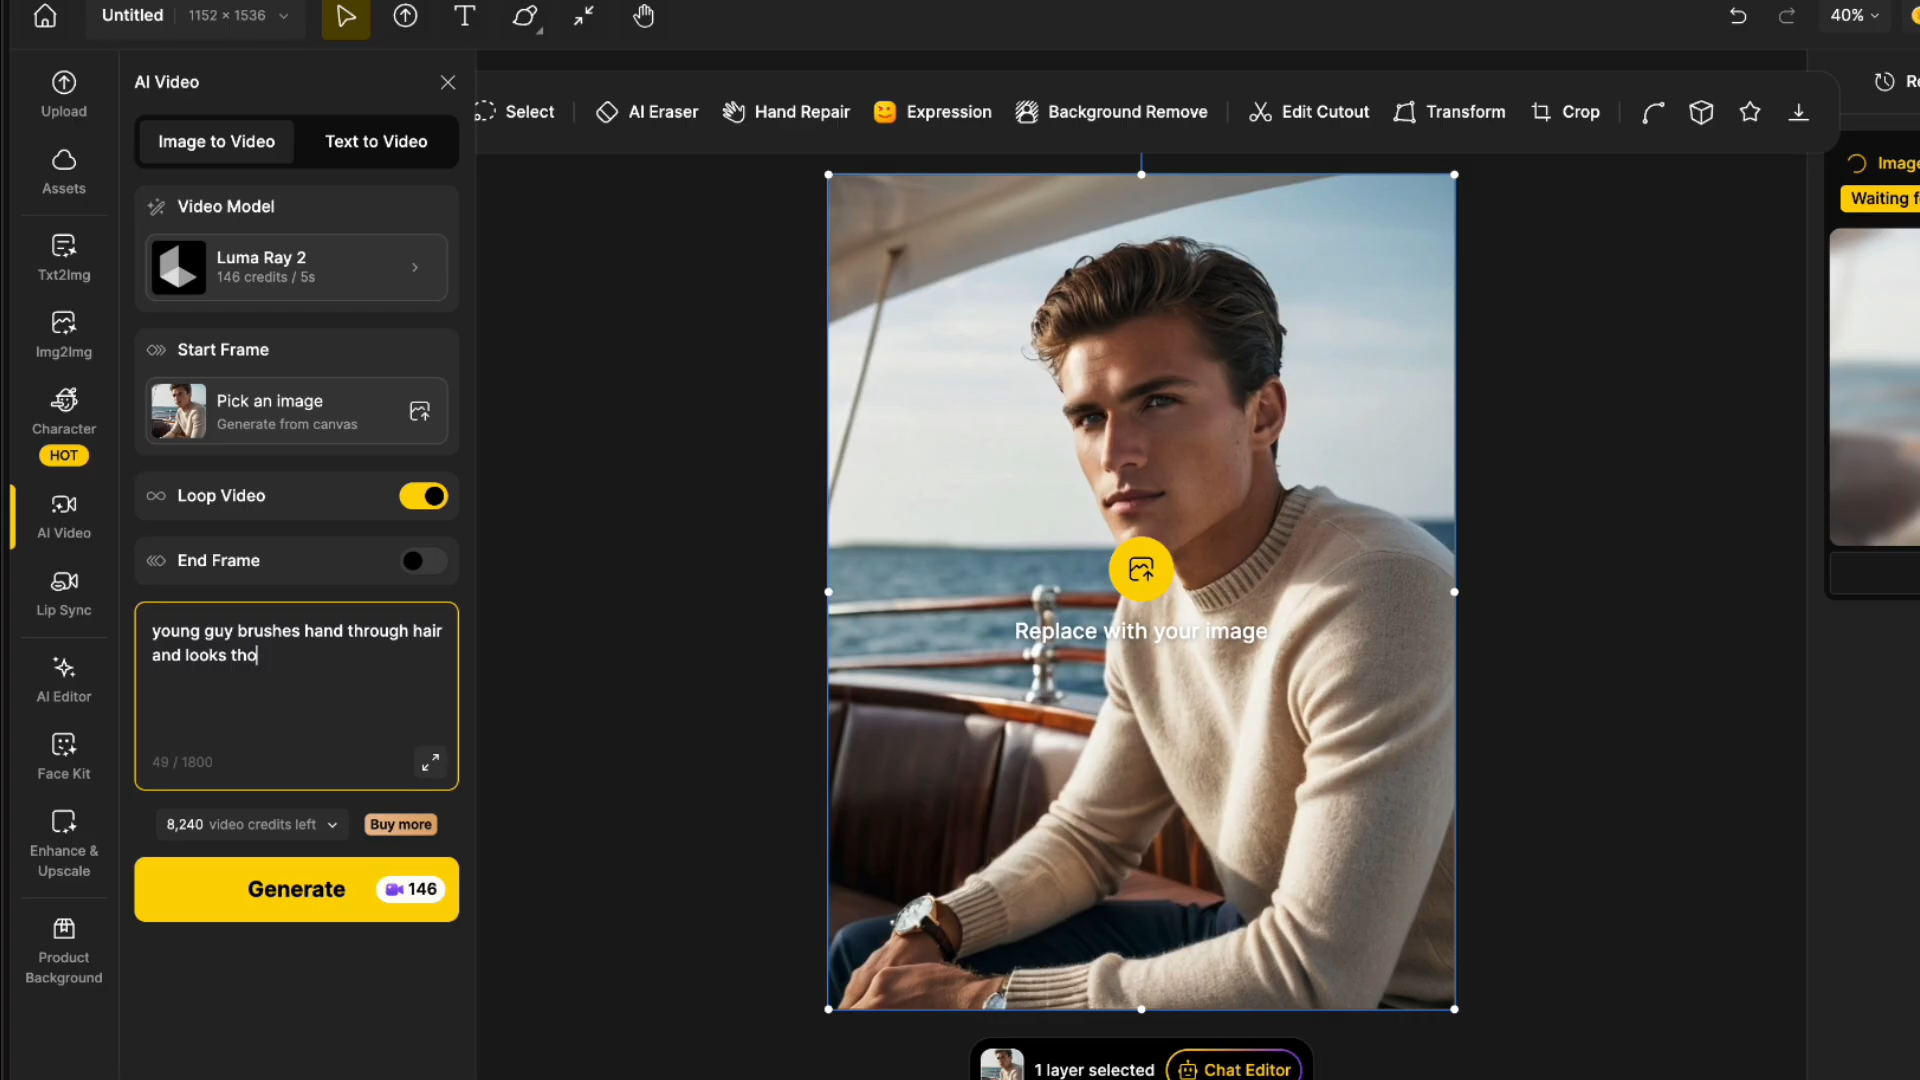 Untitled
1152 × 1536
T
40%
Upload
Assets
Txt2Img
Img2Img
Character
HOT
AI Video
Lip Sync
AI Editor
Face Kit
Enhance &
Upscale
Product
Background
AI Video
Image to Video
Text to Video
Video Model
Luma Ray 2
146 credits / 5s
Start Frame
Pick an image
Generate from canvas
Loop Video
End Frame
young guy brushes hand through hair
and looks tho
49 / 1800
8,240 video credits left
Buy more
Generate
146
Select
AI Eraser
Hand Repair
Expression
Background Remove
Edit Cutout
Transform
Crop
Replace with your image
1 layer selected
Chat Editor
Image
Waiting